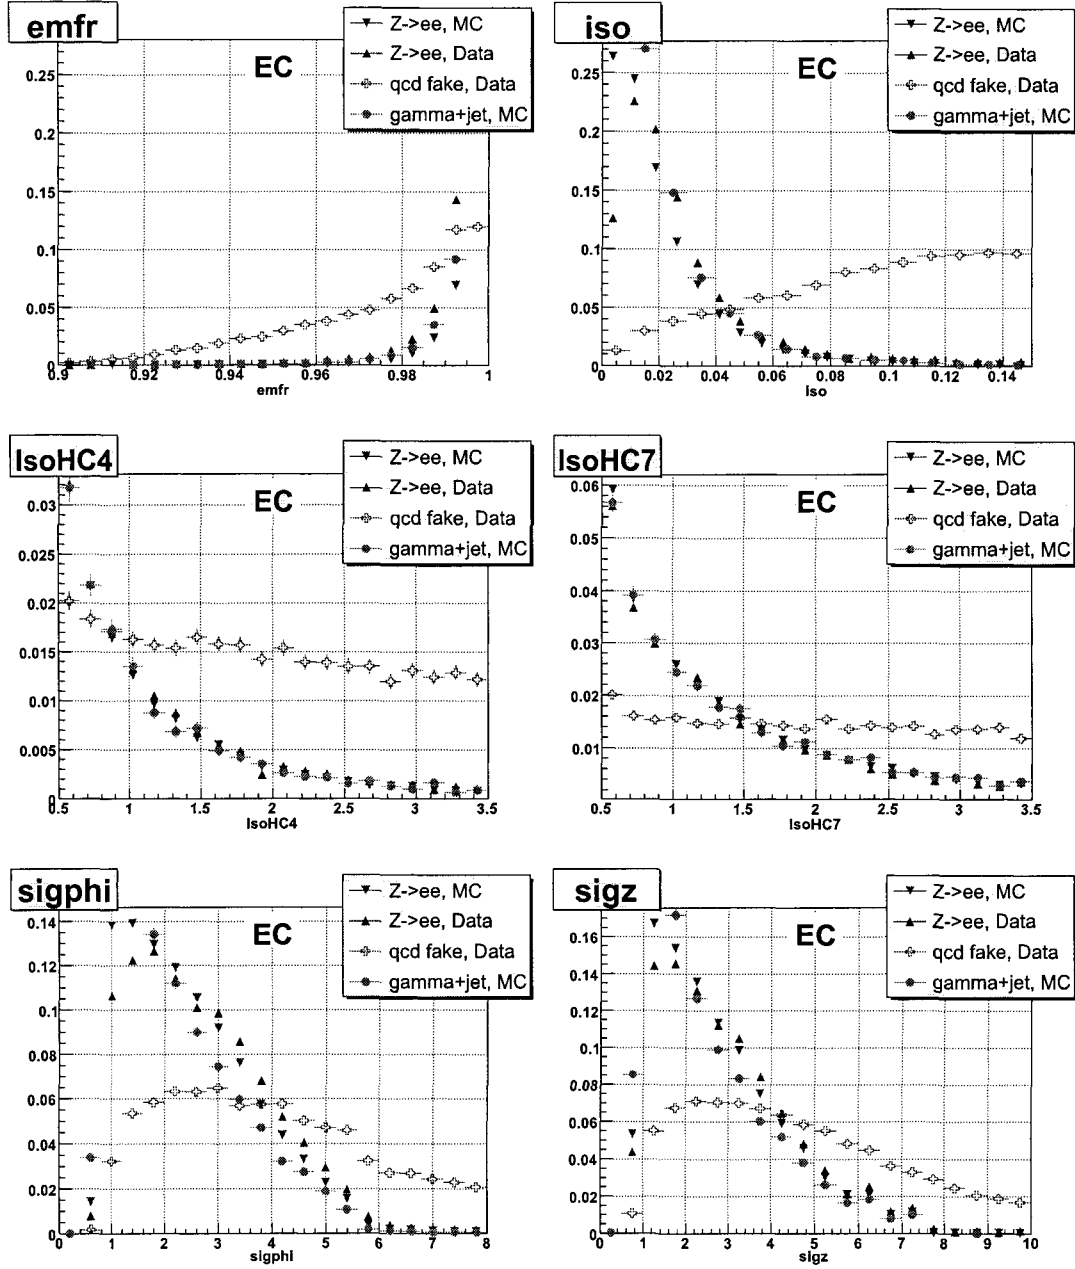 emfr
EC
Z->ee, MC
Z->ee, Data
qcd fake, Data
gamma+jet, MC
0.25
0.2
0.15
0.1
0.05
0
0.9 0.92 0.94 0.96 0.98 1
emfr
iso
EC
Z->ee, MC
Z->ee, Data
qcd fake, Data
gamma+jet, MC
0.25
0.2
0.15
0.1
0.05
0
0 0.02 0.04 0.06 0.08 0.1 0.12 0.14
iso
IsoHC4
EC
Z->ee, MC
Z->ee, Data
qcd fake, Data
gamma+jet, MC
0.03
0.025
0.02
0.015
0.01
0.005
0
0.5 1 1.5 2 2.5 3 3.5
IsoHC4
IsoHC7
EC
Z->ee, MC
Z->ee, Data
qcd fake, Data
gamma+jet, MC
0.06
0.05
0.04
0.03
0.02
0.01
0.5 1 1.5 2 2.5 3 3.5
IsoHC7
sigphi
EC
Z->ee, MC
Z->ee, Data
qcd fake, Data
gamma+jet, MC
0.14
0.12
0.1
0.08
0.06
0.04
0.02
0
0 1 2 3 4 5 6 7 8
sigphi
sigz
EC
Z->ee, MC
Z->ee, Data
qcd fake, Data
gamma+jet, MC
0.16
0.14
0.12
0.1
0.08
0.06
0.04
0.02
0
0 1 2 3 4 5 6 7 8 9 10
sigz